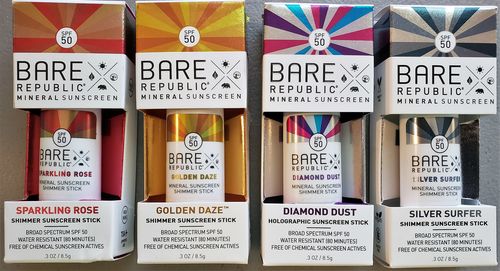 SPF
50
BARE
REPUBLIC®
MINERAL SUNSCREEN
SPF
50
BARE
REPUBLIC®
SPARKLING ROSE
MINERAL SUNSCREEN
SHIMMER STICK
SPARKLING ROSE
SHIMMER SUNSCREEN STICK
BROAD SPECTRUM SPF 50
WATER RESISTANT (80 MINUTES)
FREE OF CHEMICAL SUNSCREEN ACTIVES
.3 OZ / 8.5g
SPF
50
BARE
REPUBLIC®
MINERAL SUNSCREEN
SPF
50
BARE
REPUBLIC
GOLDEN DAZE
MINERAL SUNSCREEN
SHIMMER STICK
GOLDEN DAZE™
SHIMMER SUNSCREEN STICK
BROAD SPECTRUM SPF 50
WATER RESISTANT (80 MINUTES)
FREE OF CHEMICAL SUNSCREEN ACTIVES
.3 OZ / 8.5g
SPF
50
BARE
REPUBLIC®
MINERAL SUNSCREEN
SPF
50
BARE
REPUBLIC
DIAMOND DUST
MINERAL SUNSCREEN
SHIMMER STICK
DIAMOND DUST
HOLOGRAPHIC SUNSCREEN STICK
BROAD SPECTRUM SPF 50
WATER RESISTANT (80 MINUTES)
FREE OF CHEMICAL SUNSCREEN ACTIVES
.3 OZ / 8.5g
SPF
50
BARE
REPUBLIC®
MINERAL SUNSCREEN
SPF
50
BARE
REPUBLIC
SILVER SURFER
MINERAL SUNSCREEN
SHIMMER STICK
SILVER SURFER
SHIMMER SUNSCREEN STICK
BROAD SPECTRUM SPF 50
WATER RESISTANT (80 MINUTES)
FREE OF CHEMICAL SUNSCREEN ACTIVES
.3 OZ / 8.5g